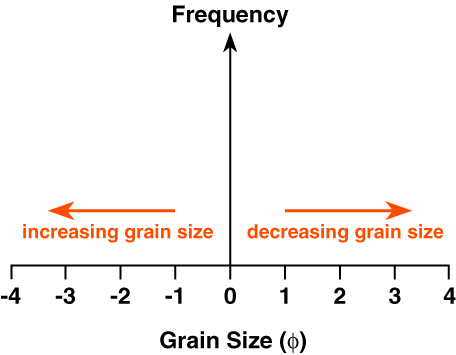 Frequency
increasing grain size
decreasing grain size
-4 -3 -2 -1 0 1 2 3 4
Grain Size (ϕ)